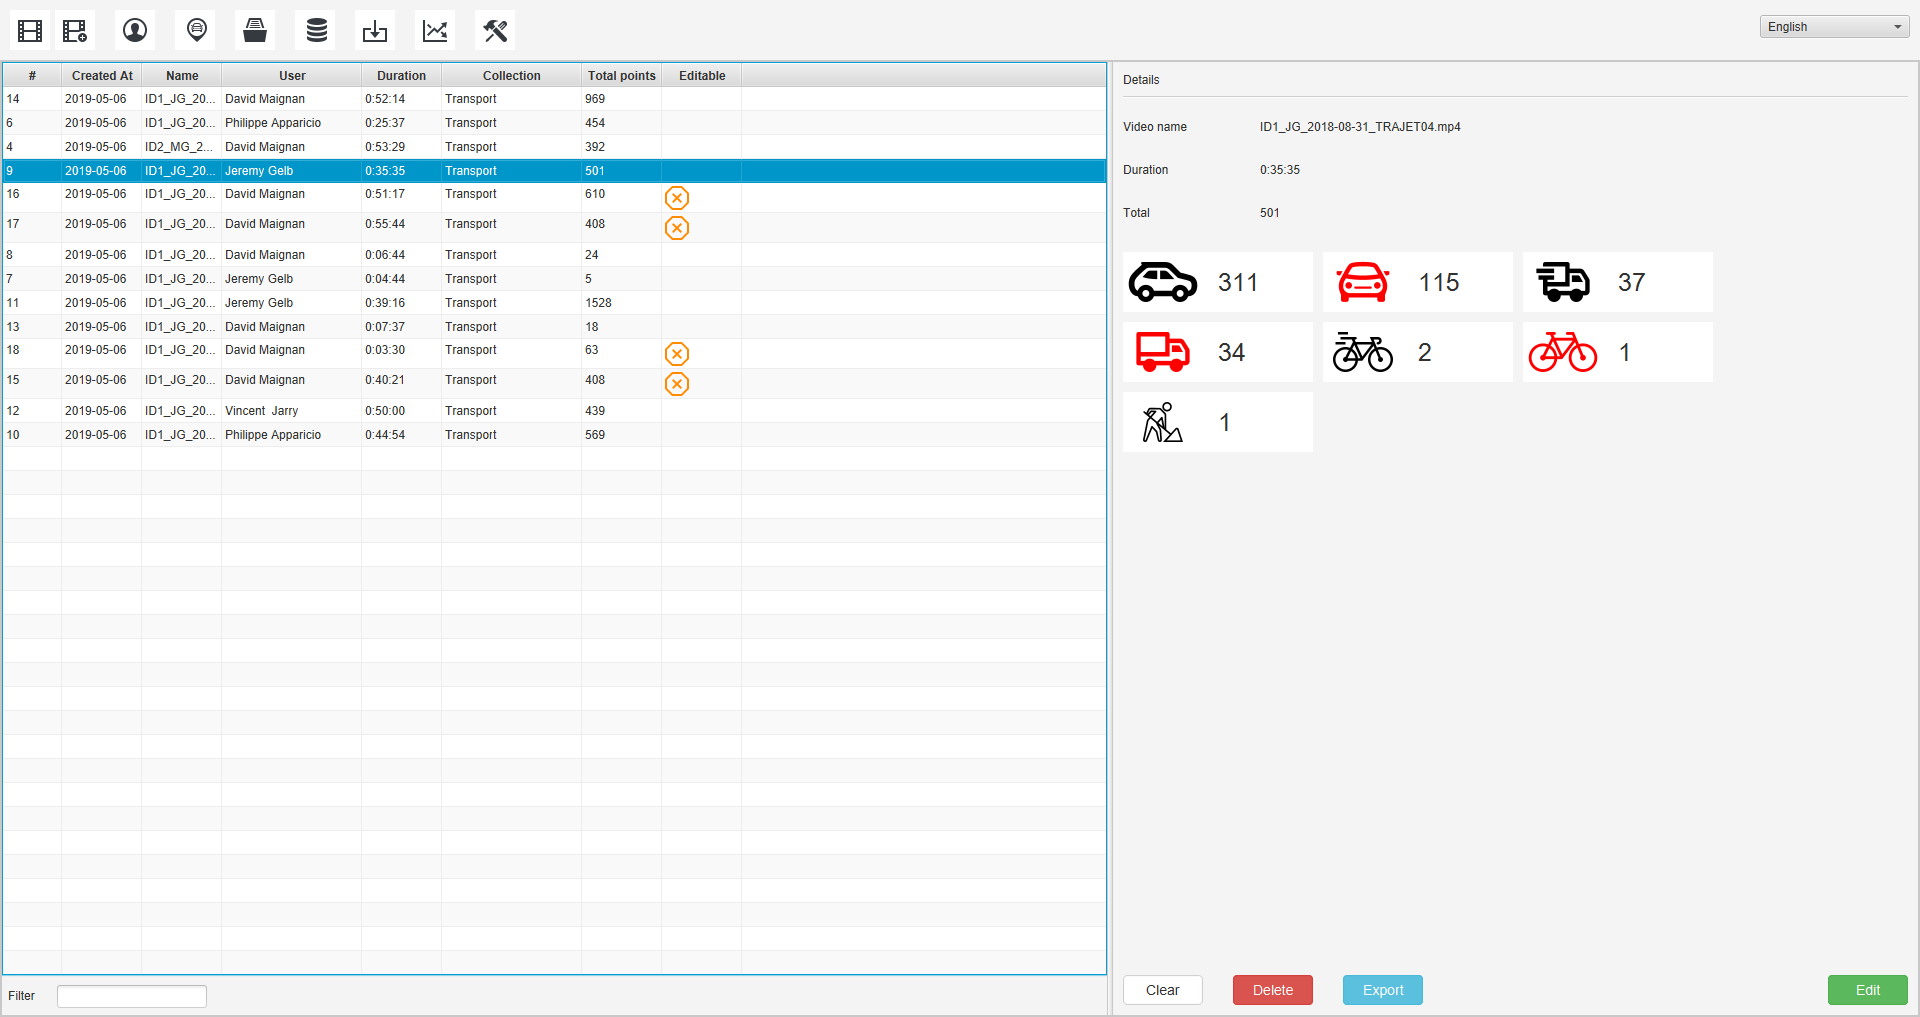 English
# Created At Name User Duration Collection Total points Editable
14 2019-05-06 ID1_JG_20... David Maignan 0:52:14 Transport 969
6 2019-05-06 ID1_JG_20... Philippe Apparicio 0:25:37 Transport 454
4 2019-05-06 ID2_MG_2... David Maignan 0:53:29 Transport 392
9 2019-05-06 ID1_JG_20... Jeremy Gelb 0:35:35 Transport 501
16 2019-05-06 ID1_JG_20... David Maignan 0:51:17 Transport 610
17 2019-05-06 ID1_JG_20... David Maignan 0:55:44 Transport 408
8 2019-05-06 ID1_JG_20... David Maignan 0:06:44 Transport 24
7 2019-05-06 ID1_JG_20... Jeremy Gelb 0:04:44 Transport 5
11 2019-05-06 ID1_JG_20... Jeremy Gelb 0:39:16 Transport 1528
13 2019-05-06 ID1_JG_20... David Maignan 0:07:37 Transport 18
18 2019-05-06 ID1_JG_20... David Maignan 0:03:30 Transport 63
15 2019-05-06 ID1_JG_20... David Maignan 0:40:21 Transport 408
12 2019-05-06 ID1_JG_20... Vincent Jarry 0:50:00 Transport 439
10 2019-05-06 ID1_JG_20... Philippe Apparicio 0:44:54 Transport 569
Filter
Details
Video name ID1_JG_2018-08-31_TRAJET04.mp4
Duration 0:35:35
Total 501
311 115 37
34 2 1
1
Clear Delete Export Edit